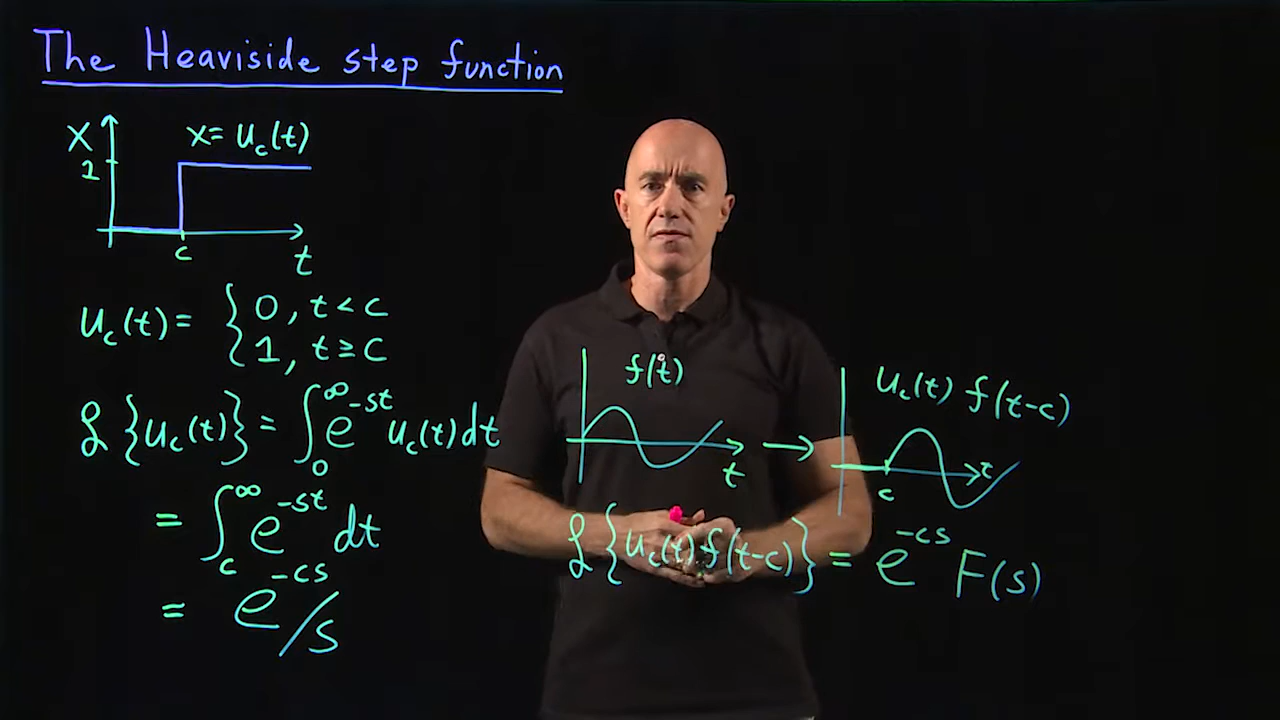 The Heaviside step function
x
1
x= u_c(t)
c
t
u_c(t) = { 0, t < c
{ 1, t ≥ c
ℒ{u_c(t)} = ∫_0^∞ e^{-st} u_c(t) dt
= ∫_c^∞ e^{-st} dt
= e^{-cs}/s
f(t)
t
→
u_c(t) f(t-c)
c
t
ℒ{u_c(t) f(t-c)} = e^{-cs} F(s)